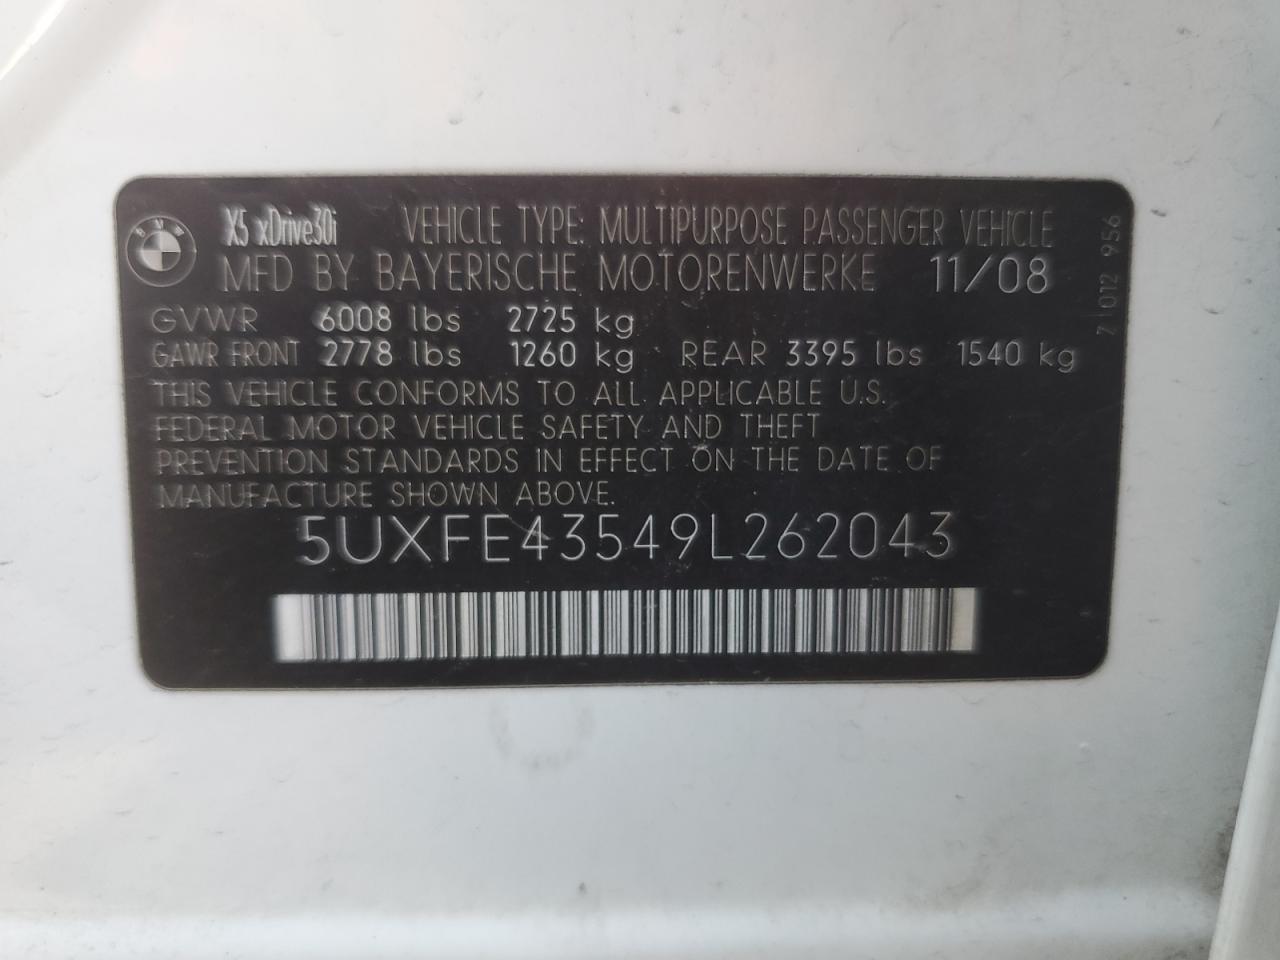 BMW
X5 xDrive30i VEHICLE TYPE: MULTIPURPOSE PASSENGER VEHICLE
MFD BY BAYERISCHE MOTORENWERKE 11/08
GVWR 6008 lbs 2725 kg
GAWR FRONT 2778 lbs 1260 kg REAR 3395 lbs 1540 kg
THIS VEHICLE CONFORMS TO ALL APPLICABLE U.S.
FEDERAL MOTOR VEHICLE SAFETY AND THEFT
PREVENTION STANDARDS IN EFFECT ON THE DATE OF
MANUFACTURE SHOWN ABOVE.
5UXFE43549L262043
7 1012 956